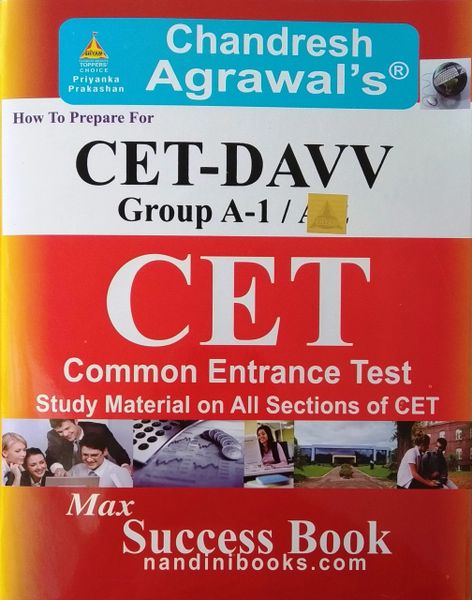 Chandresh
Agrawal's®
TOPPERS'
CHOICE
Priyanka
Prakashan
How To Prepare For
CET-DAVV
Group A-1 /
CET
Common Entrance Test
Study Material on All Sections of CET
Max
Success Book
nandinibooks.com